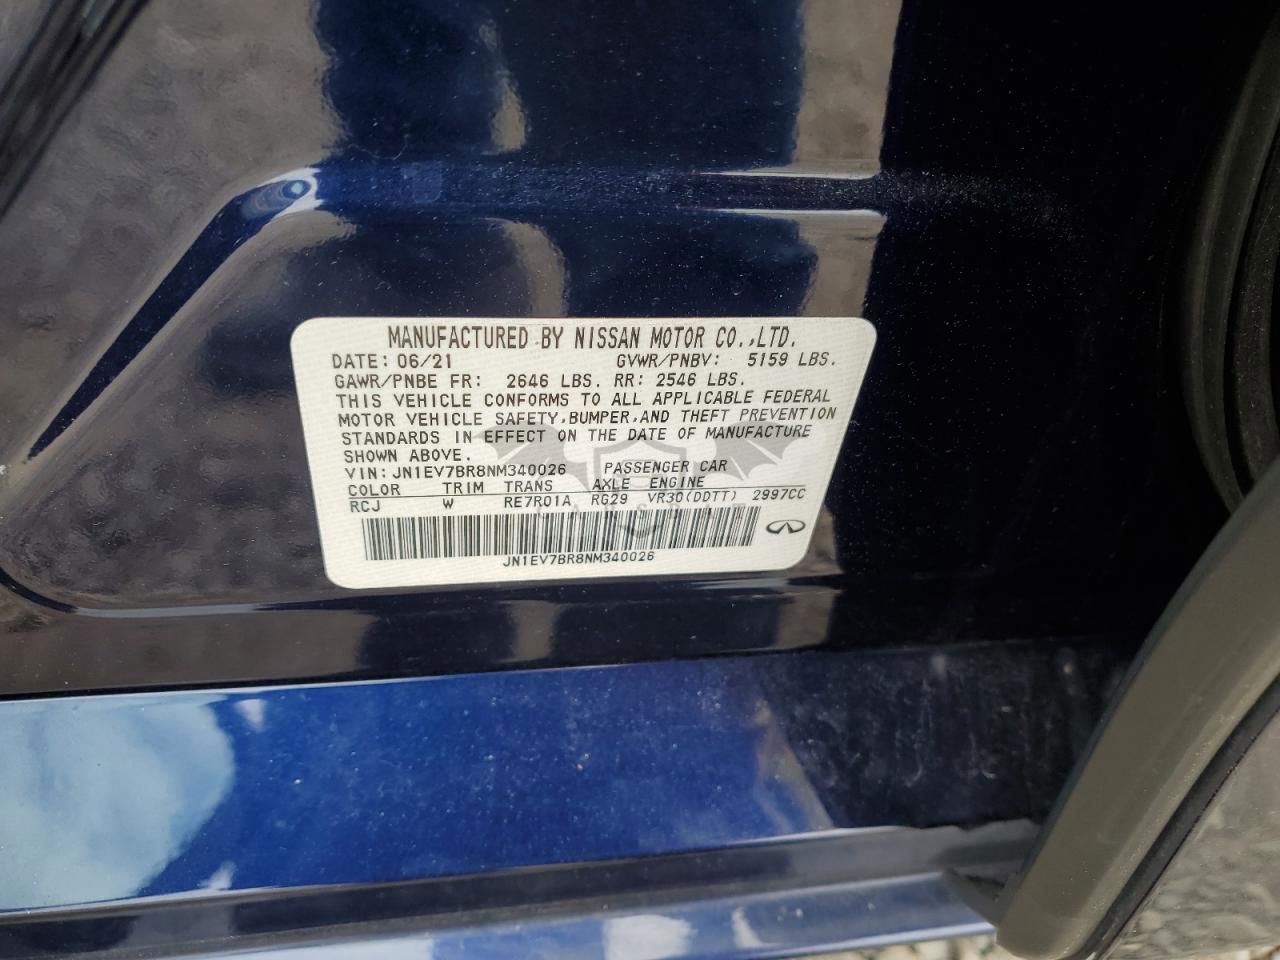 MANUFACTURED BY NISSAN MOTOR CO.,LTD.
DATE: 06/21 GVWR/PNBV: 5159 LBS.
GAWR/PNBE FR: 2646 LBS. RR: 2546 LBS.
THIS VEHICLE CONFORMS TO ALL APPLICABLE FEDERAL
MOTOR VEHICLE SAFETY,BUMPER,AND THEFT PREVENTION
STANDARDS IN EFFECT ON THE DATE OF MANUFACTURE
SHOWN ABOVE.
VIN: JN1EV7BR8NM340026 PASSENGER CAR
COLOR TRIM TRANS AXLE ENGINE
RCJ W RE7R01A RG29 VR30(DDTT) 2997CC
JN1EV7BR8NM340026